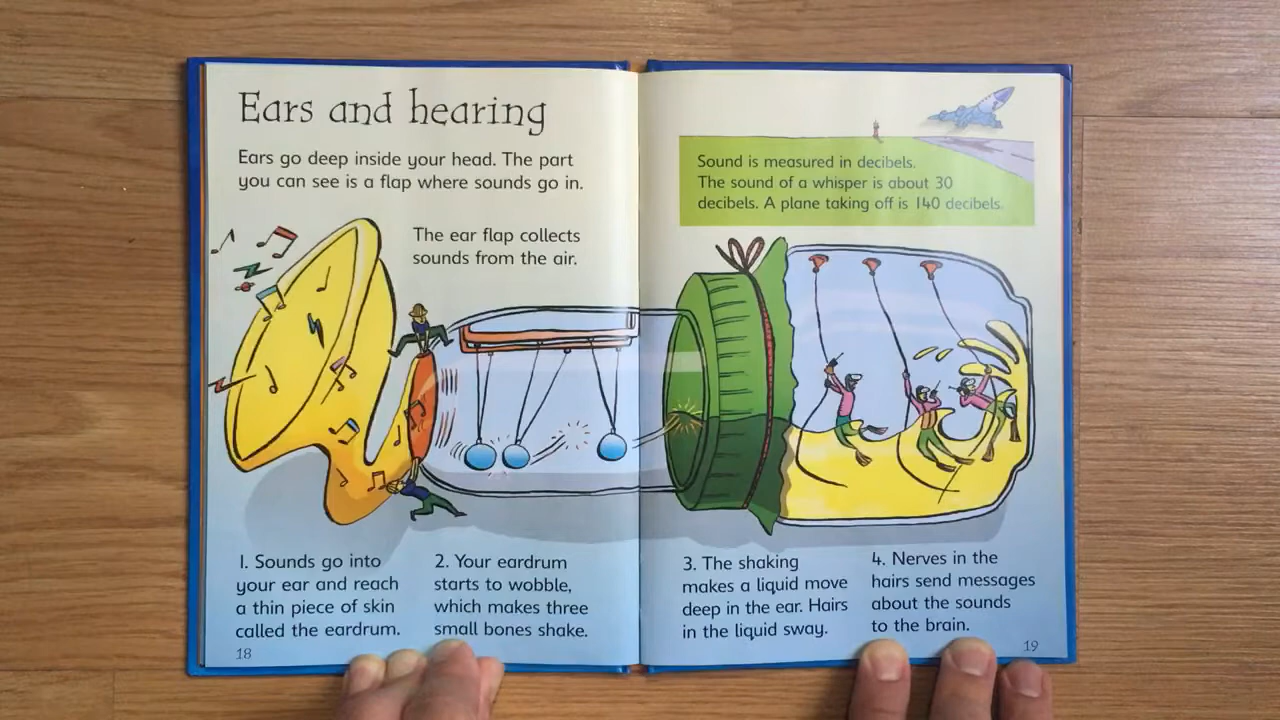 Ears and hearing
Ears go deep inside your head. The part
you can see is a flap where sounds go in.
The ear flap collects
sounds from the air.
1. Sounds go into
your ear and reach
a thin piece of skin
called the eardrum.
2. Your eardrum
starts to wobble,
which makes three
small bones shake.
18
Sound is measured in decibels.
The sound of a whisper is about 30
decibels. A plane taking off is 140 decibels.
3. The shaking
makes a liquid move
deep in the ear. Hairs
in the liquid sway.
4. Nerves in the
hairs send messages
about the sounds
to the brain.
19